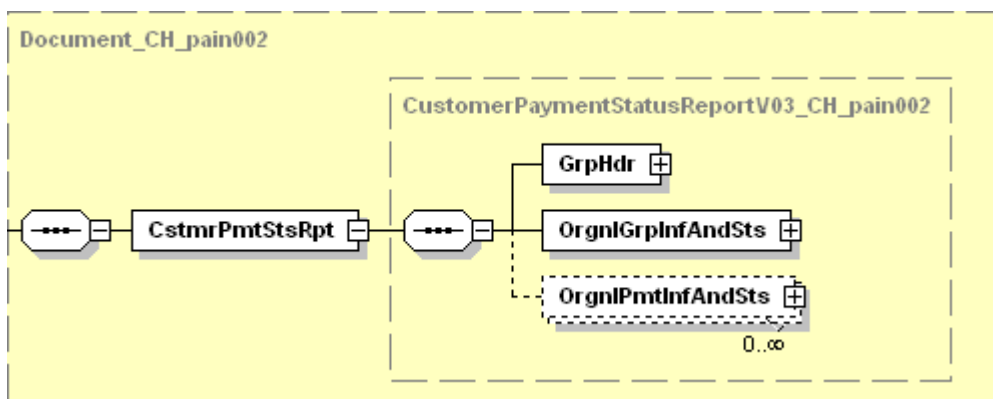 Document_CH_pain002
CustomerPaymentStatusReportV03_CH_pain002
GrpHdr
CstmrPmtStsRpt
OrgnlGrpInfAndSts
OrgnlPmtInfAndSts
0..∞